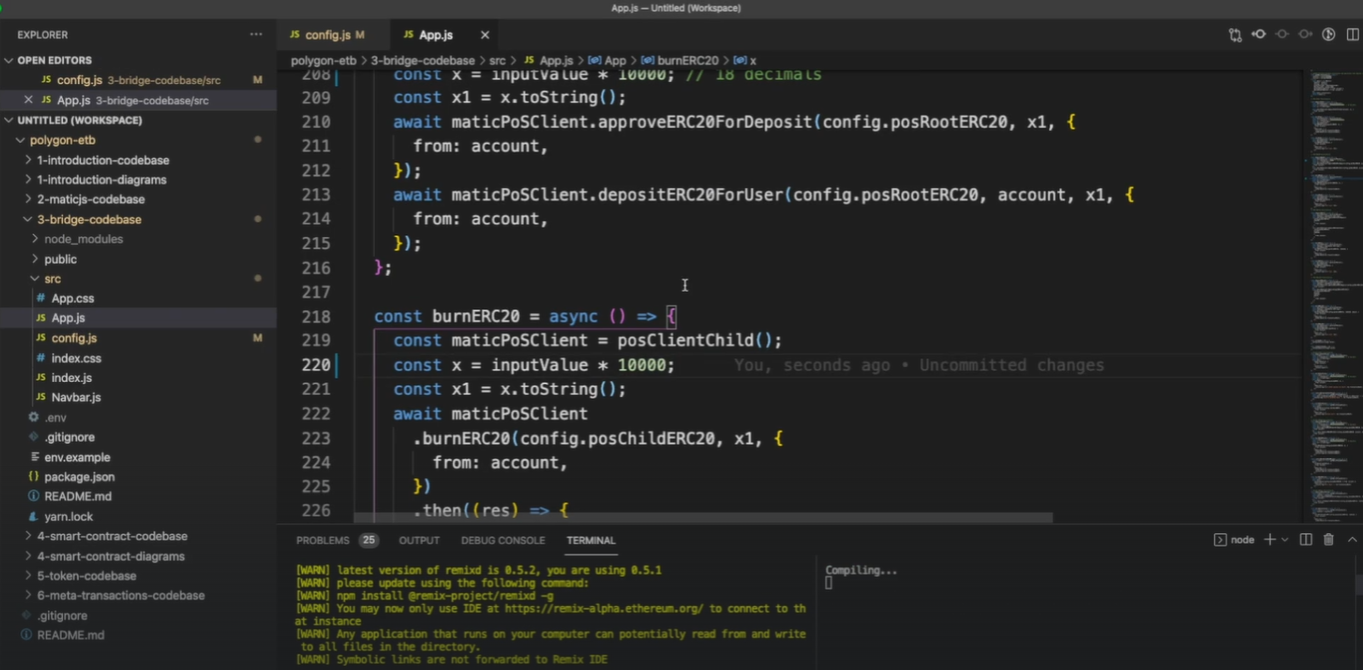 App.js — Untitled (Workspace)
EXPLORER
OPEN EDITORS
JS config.js 3-bridge-codebase/src M
JS App.js 3-bridge-codebase/src
UNTITLED (WORKSPACE)
polygon-etb
1-introduction-codebase
1-introduction-diagrams
2-maticjs-codebase
3-bridge-codebase
node_modules
public
src
# App.css
JS App.js
JS config.js M
# index.css
JS index.js
JS Navbar.js
.env
.gitignore
env.example
{} package.json
README.md
yarn.lock
4-smart-contract-codebase
4-smart-contract-diagrams
5-token-codebase
6-meta-transactions-codebase
.gitignore
README.md
JS config.js M
JS App.js
polygon-etb > 3-bridge-codebase > src > JS App.js > App > burnERC20 > x
208 const x = inputValue * 10000; // 18 decimals
209 const x1 = x.toString();
210 await maticPoSClient.approveERC20ForDeposit(config.posRootERC20, x1, {
211 from: account,
212 });
213 await maticPoSClient.depositERC20ForUser(config.posRootERC20, account, x1, {
214 from: account,
215 });
216 };
217
218 const burnERC20 = async () => {
219 const maticPoSClient = posClientChild();
220 const x = inputValue * 10000; You, seconds ago • Uncommitted changes
221 const x1 = x.toString();
222 await maticPoSClient
223 .burnERC20(config.posChildERC20, x1, {
224 from: account,
225 })
226 .then((res) => {
PROBLEMS 25 OUTPUT DEBUG CONSOLE TERMINAL
node
[WARN] latest version of remixd is 0.5.2, you are using 0.5.1
[WARN] please update using the following command:
[WARN] npm install @remix-project/remixd -g
[WARN] You may now only use IDE at https://remix-alpha.ethereum.org/ to connect to th
at instance
[WARN] Any application that runs on your computer can potentially read from and write
to all files in the directory.
[WARN] Symbolic links are not forwarded to Remix IDE
Compiling...